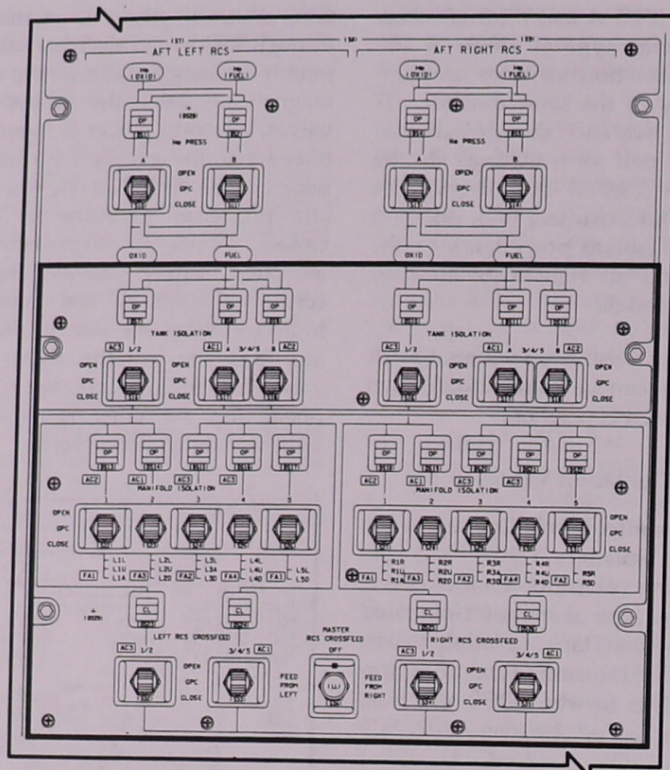 AFT LEFT RCS AFT RIGHT RCS
He (OXID) He (FUEL) He (OXID) He (FUEL)
OP OP OP OP
He PRESS
A B A B
OPEN OPEN
GPC GPC
CLOSE CLOSE
OXID FUEL OXID FUEL
OP OP OP OP OP OP
TANK ISOLATION TANK ISOLATION
AC3 1/2 AC1 A 3/4/5 B AC2 AC3 1/2 AC1 A 3/4/5 B AC2
OPEN OPEN
GPC GPC
CLOSE CLOSE
OP OP OP OP OP OP OP OP OP OP
AC2 AC1 AC3 AC3 AC2 AC1 AC3 AC3
MANIFOLD ISOLATION MANIFOLD ISOLATION
1 2 3 4 5 1 2 3 4 5
OPEN OPEN
GPC GPC
CLOSE CLOSE
L1L L2L L3L L4L R1R R2R R3R R4R
L1U L2U L3A L4U L5L R1U R2U R3A R4U R5R
FA1 L1A FA3 L2D FA2 L3D FA4 L4D FA1 L5D FA1 R1A FA3 R2D FA2 R3D FA4 R4D FA2 R5D
CL CL CL CL
LEFT RCS CROSSFEED MASTER RCS CROSSFEED RIGHT RCS CROSSFEED
AC3 1/2 3/4/5 AC1 OFF AC3 1/2 3/4/5 AC1
OPEN FEED FROM LEFT FEED FROM RIGHT OPEN
GPC GPC
CLOSE CLOSE